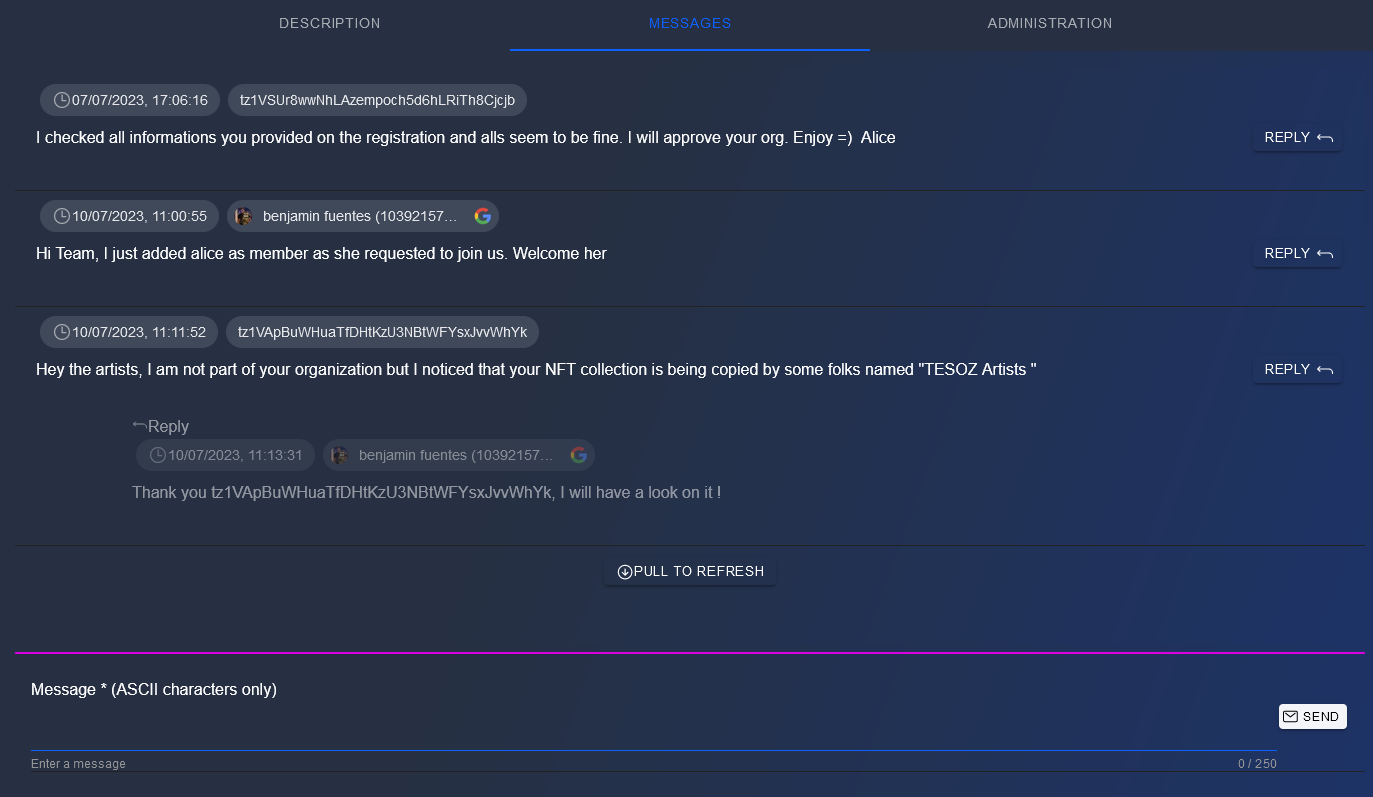 DESCRIPTION MESSAGES ADMINISTRATION
07/07/2023, 17:06:16 tz1VSUr8wwNhLAzempoch5d6hLRiTh8Cjcjb
I checked all informations you provided on the registration and alls seem to be fine. I will approve your org. Enjoy =)  Alice REPLY
10/07/2023, 11:00:55 benjamin fuentes (10392157...
Hi Team, I just added alice as member as she requested to join us. Welcome her REPLY
10/07/2023, 11:11:52 tz1VApBuWHuaTfDHtKzU3NBtWFYsxJvvWhYk
Hey the artists, I am not part of your organization but I noticed that your NFT collection is being copied by some folks named "TESOZ Artists " REPLY
Reply
10/07/2023, 11:13:31 benjamin fuentes (10392157...
Thank you tz1VApBuWHuaTfDHtKzU3NBtWFYsxJvvWhYk, I will have a look on it !
PULL TO REFRESH
Message * (ASCII characters only)
SEND
Enter a message 0 / 250